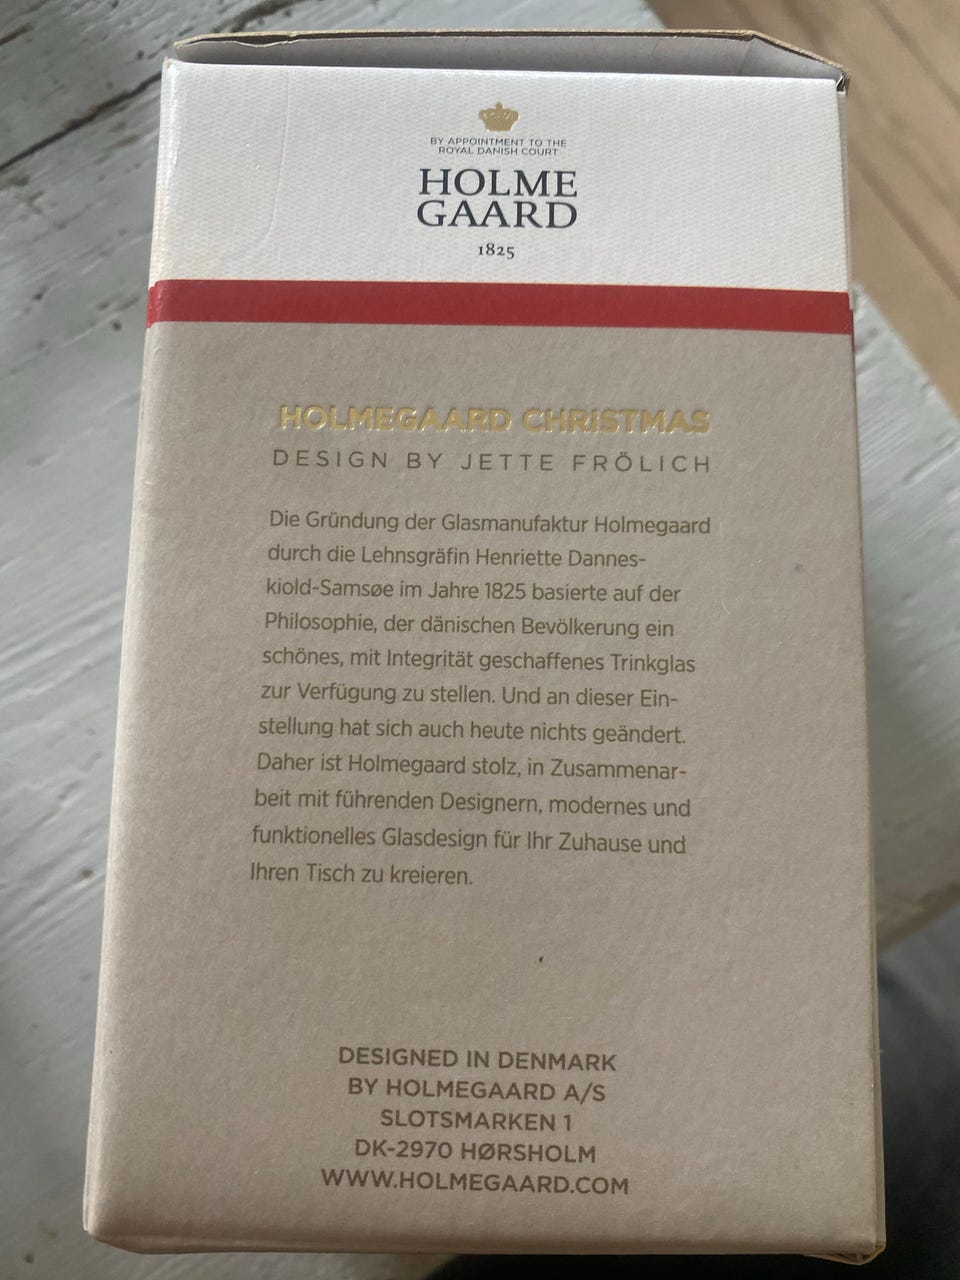 BY APPOINTMENT TO THE
ROYAL DANISH COURT
HOLME
GAARD
1825
HOLMEGAARD CHRISTMAS
DESIGN BY JETTE FRÖLICH
Die Gründung der Glasmanufaktur Holmegaard
durch die Lehnsgräfin Henriette Dannes-
kiold-Samsøe im Jahre 1825 basierte auf der
Philosophie, der dänischen Bevölkerung ein
schönes, mit Integrität geschaffenes Trinkglas
zur Verfügung zu stellen. Und an dieser Ein-
stellung hat sich auch heute nichts geändert.
Daher ist Holmegaard stolz, in Zusammenar-
beit mit führenden Designern, modernes und
funktionelles Glasdesign für Ihr Zuhause und
Ihren Tisch zu kreieren.
DESIGNED IN DENMARK
BY HOLMEGAARD A/S
SLOTSMARKEN 1
DK-2970 HØRSHOLM
WWW.HOLMEGAARD.COM